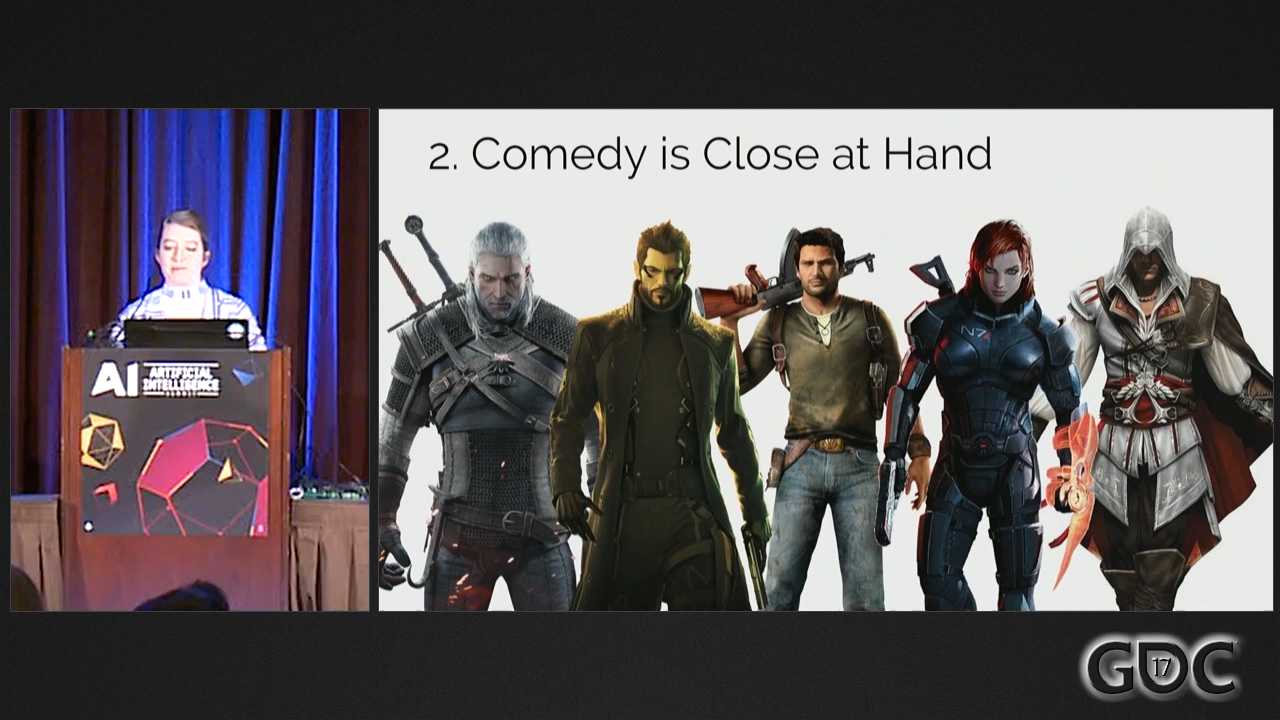 2. Comedy is Close at Hand
N7
AI
ARTIFICIAL
INTELLIGENCE
GDC
17